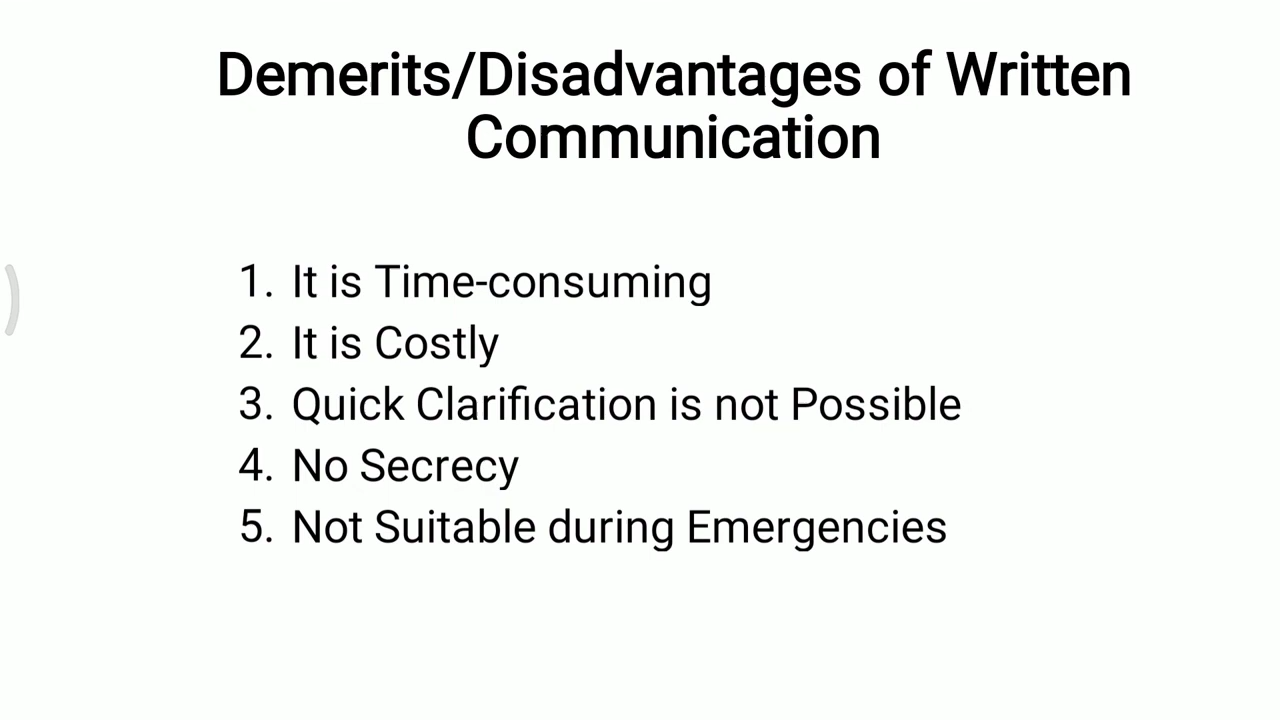 Demerits/Disadvantages of Written
Communication
1. It is Time-consuming
2. It is Costly
3. Quick Clarification is not Possible
4. No Secrecy
5. Not Suitable during Emergencies